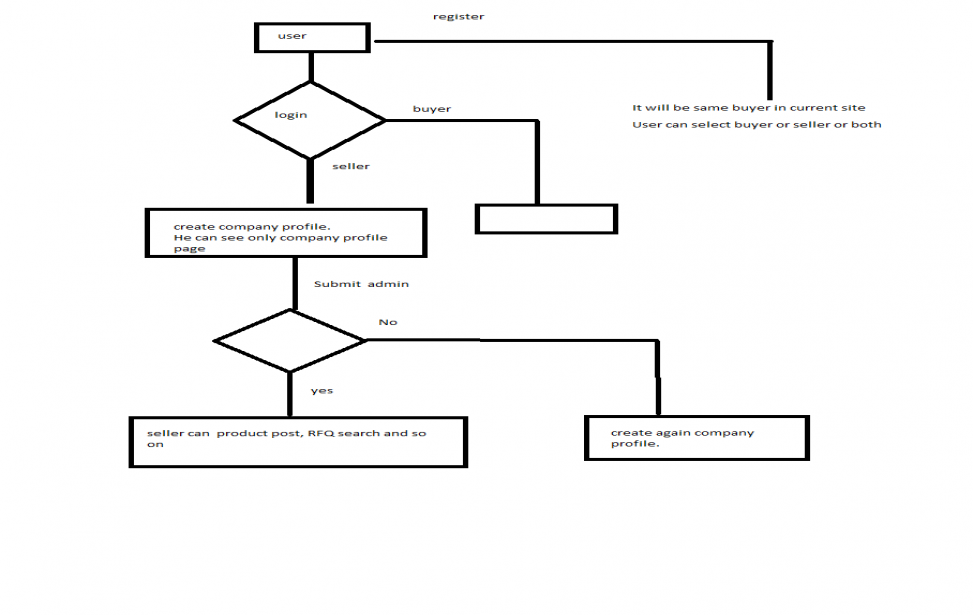 register
user
It will be same buyer in current site
User can select buyer or seller or both
login
buyer
seller
create company profile.
He can see only company profile
page
Submit admin
No
yes
seller can product post, RFQ search and so
on
create again company
profile.